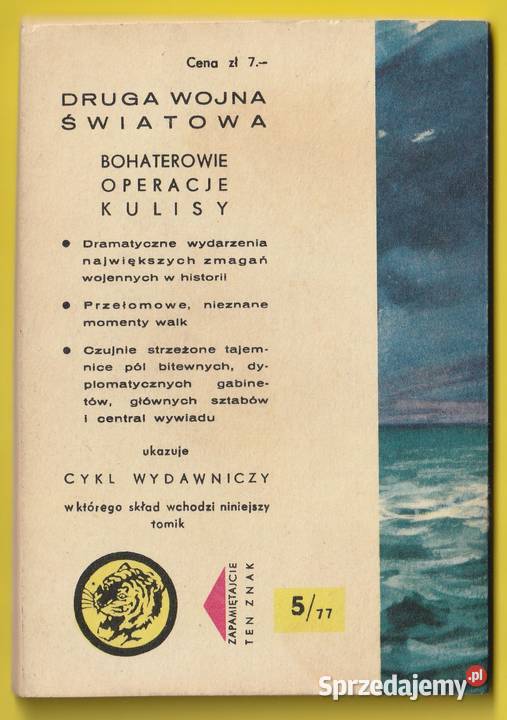 Cena zł 7.–
DRUGA WOJNA
ŚWIATOWA
BOHATEROWIE
OPERACJE
KULISY
● Dramatyczne wydarzenia
największych zmagań
wojennych w historii
● Przełomowe, nieznane
momenty walk
● Czujnie strzeżone tajem-
nice pól bitewnych, dy-
plomatycznych gabine-
tów, głównych sztabów
i central wywiadu
ukazuje
CYKL WYDAWNICZY
w którego skład wchodzi niniejszy
tomik
ZAPAMIĘTAJCIE
TEN ZNAK
5/77
Sprzedajemy.pl